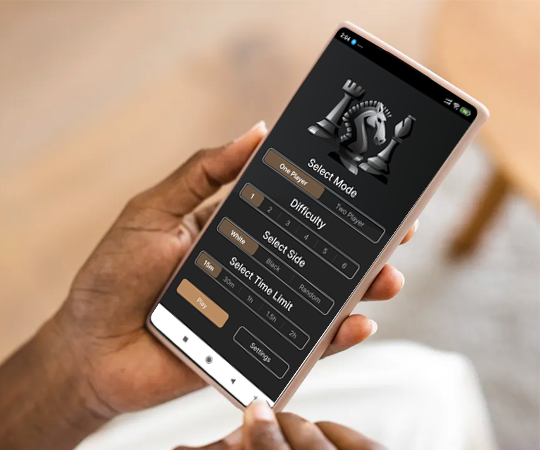 2:04
Select Mode
One Player Two Player
Difficulty
1 2 3 4 5 6
Select Side
White Black Random
Select Time Limit
15m 30m 1h 1.5h 2h
Play Settings